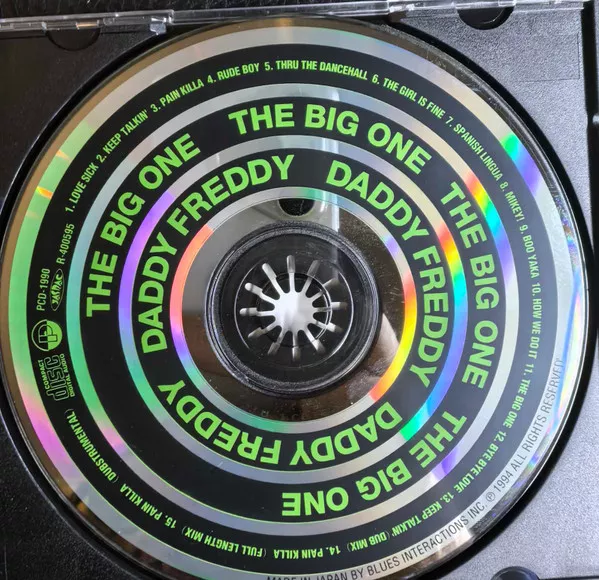 1. LOVE SICK 2. KEEP TALKIN' 3. PAIN KILLA 4. RUDE BOY 5. THRU THE DANCEHALL 6. THE GIRL IS FINE 7. SPANISH LINGUA 8. MIKEY! 9. BOO YAKA 10. HOW WE DO IT 11. THE BIG ONE 12. BYE BYE LOVE 13. KEEP TALKIN' (DUB MIX) 14. PAIN KILLA (FULL LENGTH MIX) 15. PAIN KILLA (DUBSTRUMENTAL)
THE BIG ONE THE BIG ONE THE BIG ONE THE BIG ONE
DADDY FREDDY DADDY FREDDY DADDY FREDDY
PCD-1990
R-400595
COMPACT
disc
DIGITAL AUDIO
MADE IN JAPAN BY BLUES INTERACTIONS INC. ℗ 1994 ALL RIGHTS RESERVED.